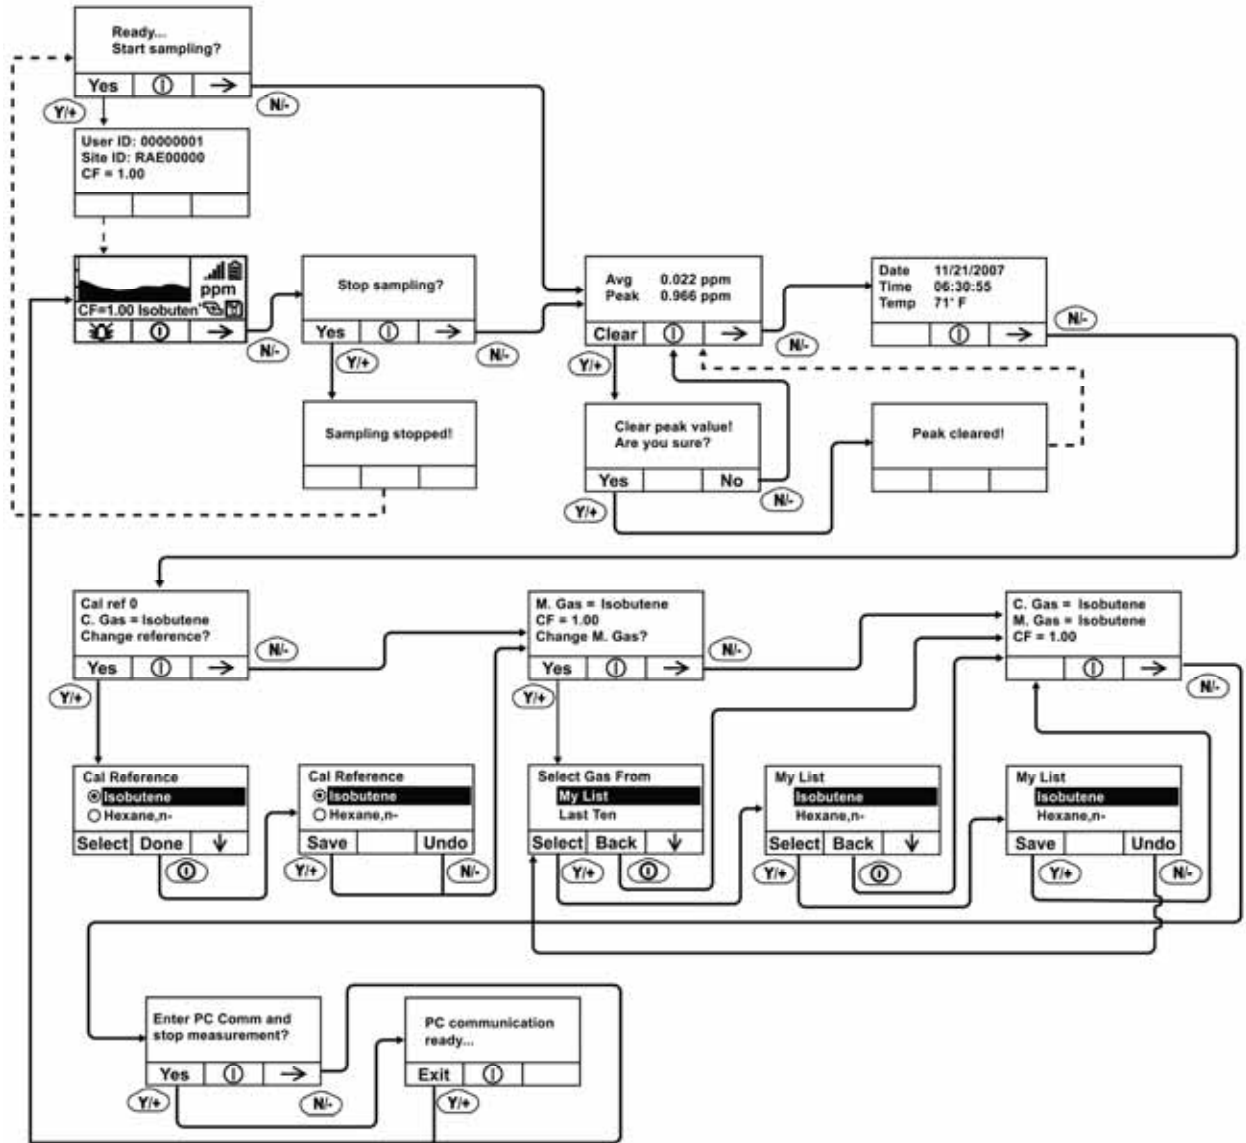 Ready...
Start sampling?
Yes
N/-
Y/+
User ID: 00000001
Site ID: RAE00000
CF = 1.00
ppm
CF=1.00 Isobuten
N/-
Stop sampling?
Yes
Y/+
N/-
Avg 0.022 ppm
Peak 0.966 ppm
Clear
Y/+
N/-
Date 11/21/2007
Time 06:30:55
Temp 71° F
N/-
Sampling stopped!
Clear peak value!
Are you sure?
Yes No
Y/+
N/-
Peak cleared!
Cal ref 0
C. Gas = Isobutene
Change reference?
Yes
N/-
Y/+
M. Gas = Isobutene
CF = 1.00
Change M. Gas?
Yes
N/-
Y/+
C. Gas = Isobutene
M. Gas = Isobutene
CF = 1.00
N/-
Cal Reference
Isobutene
Hexane,n-
Select Done
Cal Reference
Isobutene
Hexane,n-
Save Undo
Y/+
N/-
Select Gas From
My List
Last Ten
Select Back
Y/+
My List
Isobutene
Hexane,n-
Select Back
Y/+
My List
Isobutene
Hexane,n-
Save Undo
Y/+
N/-
Enter PC Comm and
stop measurement?
Yes
Y/+
N/-
PC communication
ready...
Exit
Y/+